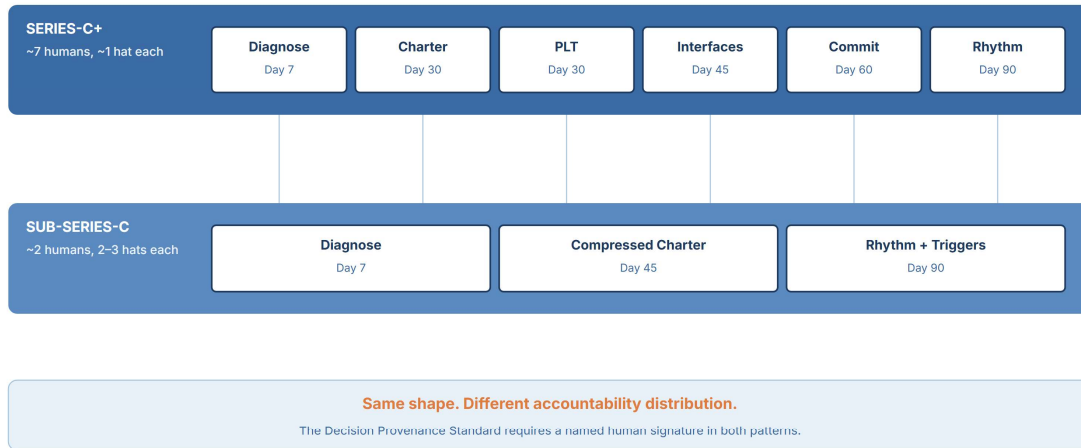 SERIES-C+
~7 humans, ~1 hat each
Diagnose
Day 7
Charter
Day 30
PLT
Day 30
Interfaces
Day 45
Commit
Day 60
Rhythm
Day 90
SUB-SERIES-C
~2 humans, 2–3 hats each
Diagnose
Day 7
Compressed Charter
Day 45
Rhythm + Triggers
Day 90
Same shape. Different accountability distribution.
The Decision Provenance Standard requires a named human signature in both patterns.